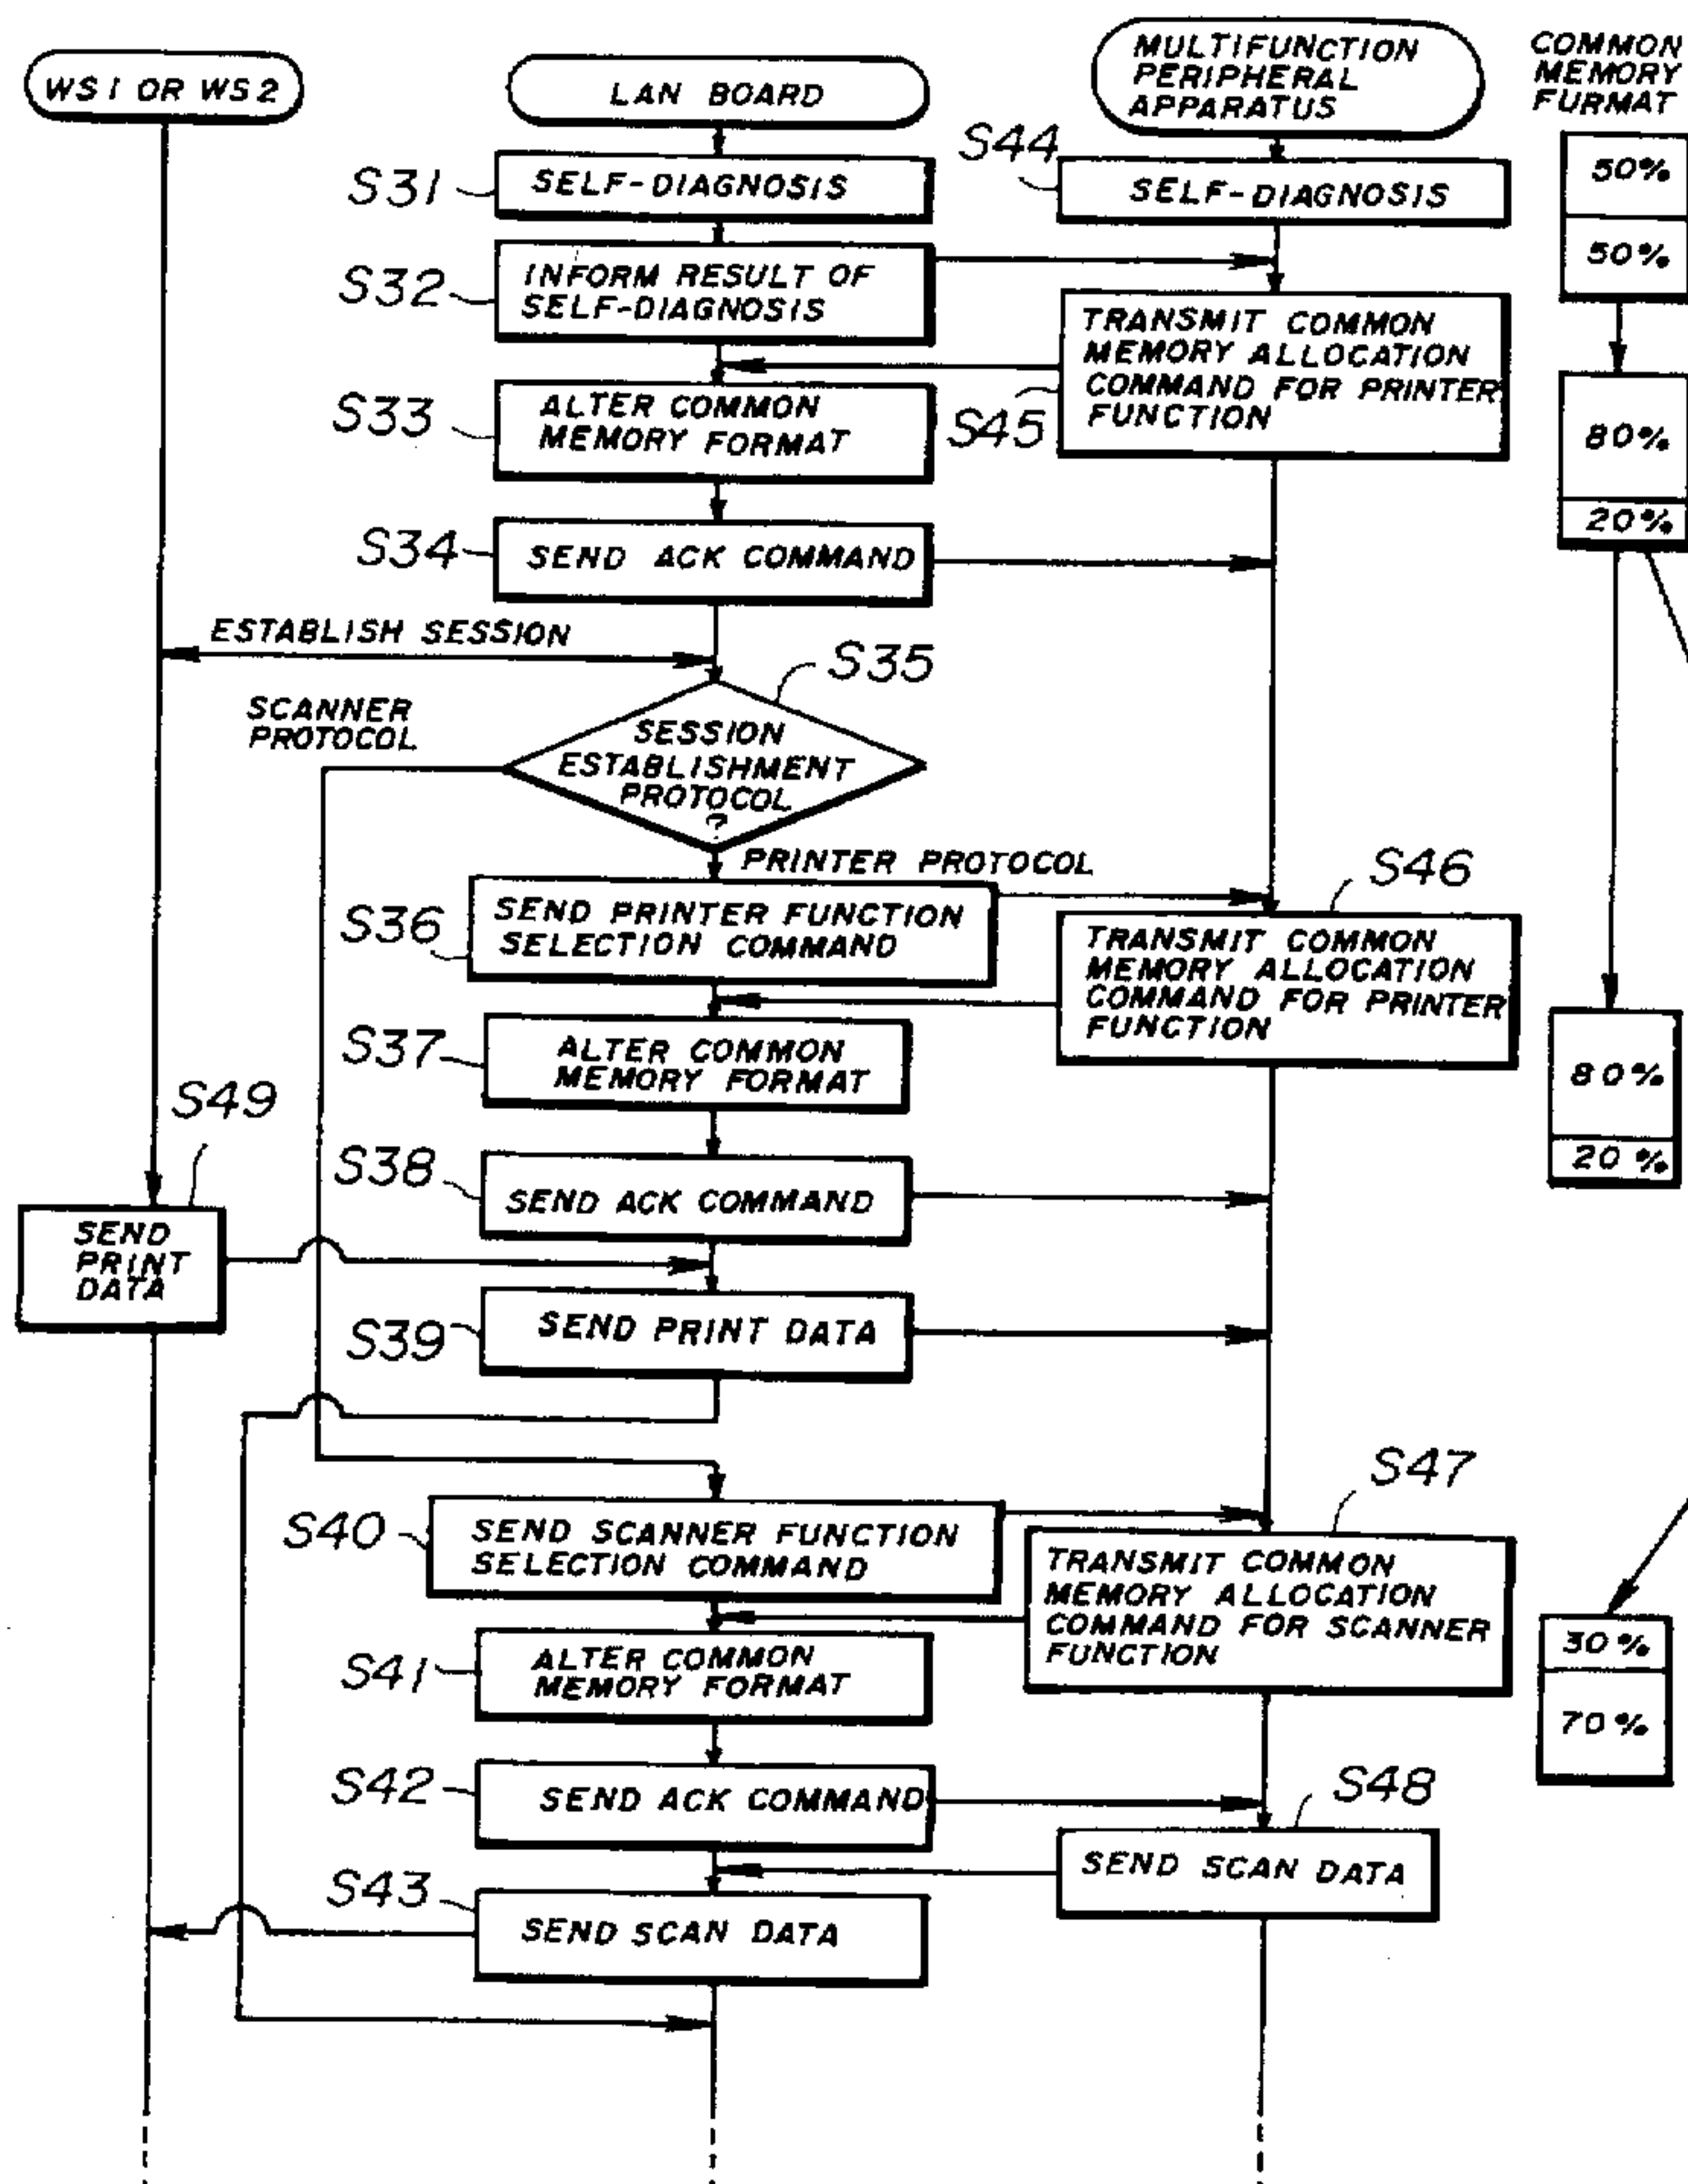 WS1 OR WS2
LAN BOARD
MULTIFUNCTION
PERIPHERAL
APPARATUS
COMMON
MEMORY
FURMAT
S31
SELF-DIAGNOSIS
S44
SELF-DIAGNOSIS
50%
50%
S32
INFORM RESULT OF
SELF-DIAGNOSIS
TRANSMIT COMMON
MEMORY ALLOCATION
COMMAND FOR PRINTER
FUNCTION
S45
S33
ALTER COMMON
MEMORY FORMAT
80%
20%
S34
SEND ACK COMMAND
ESTABLISH SESSION
S35
SCANNER
PROTOCOL
SESSION
ESTABLISHMENT
PROTOCOL
?
PRINTER PROTOCOL
S36
SEND PRINTER FUNCTION
SELECTION COMMAND
S46
TRANSMIT COMMON
MEMORY ALLOCATION
COMMAND FOR PRINTER
FUNCTION
S37
ALTER COMMON
MEMORY FORMAT
80%
20%
S49
S38
SEND ACK COMMAND
SEND
PRINT
DATA
S39
SEND PRINT DATA
S40
SEND SCANNER FUNCTION
SELECTION COMMAND
S47
TRANSMIT COMMON
MEMORY ALLOCATION
COMMAND FOR SCANNER
FUNCTION
S41
ALTER COMMON
MEMORY FORMAT
30%
70%
S42
SEND ACK COMMAND
S48
SEND SCAN DATA
S43
SEND SCAN DATA